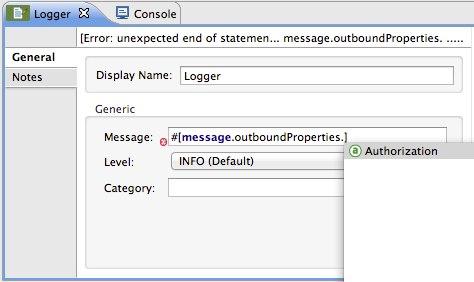 Logger Console
[Error: unexpected end of statemen... message.outboundProperties. .....
General
Notes
Display Name: Logger
Generic
Message: #[message.outboundProperties.]
a Authorization
Level: INFO (Default)
Category: